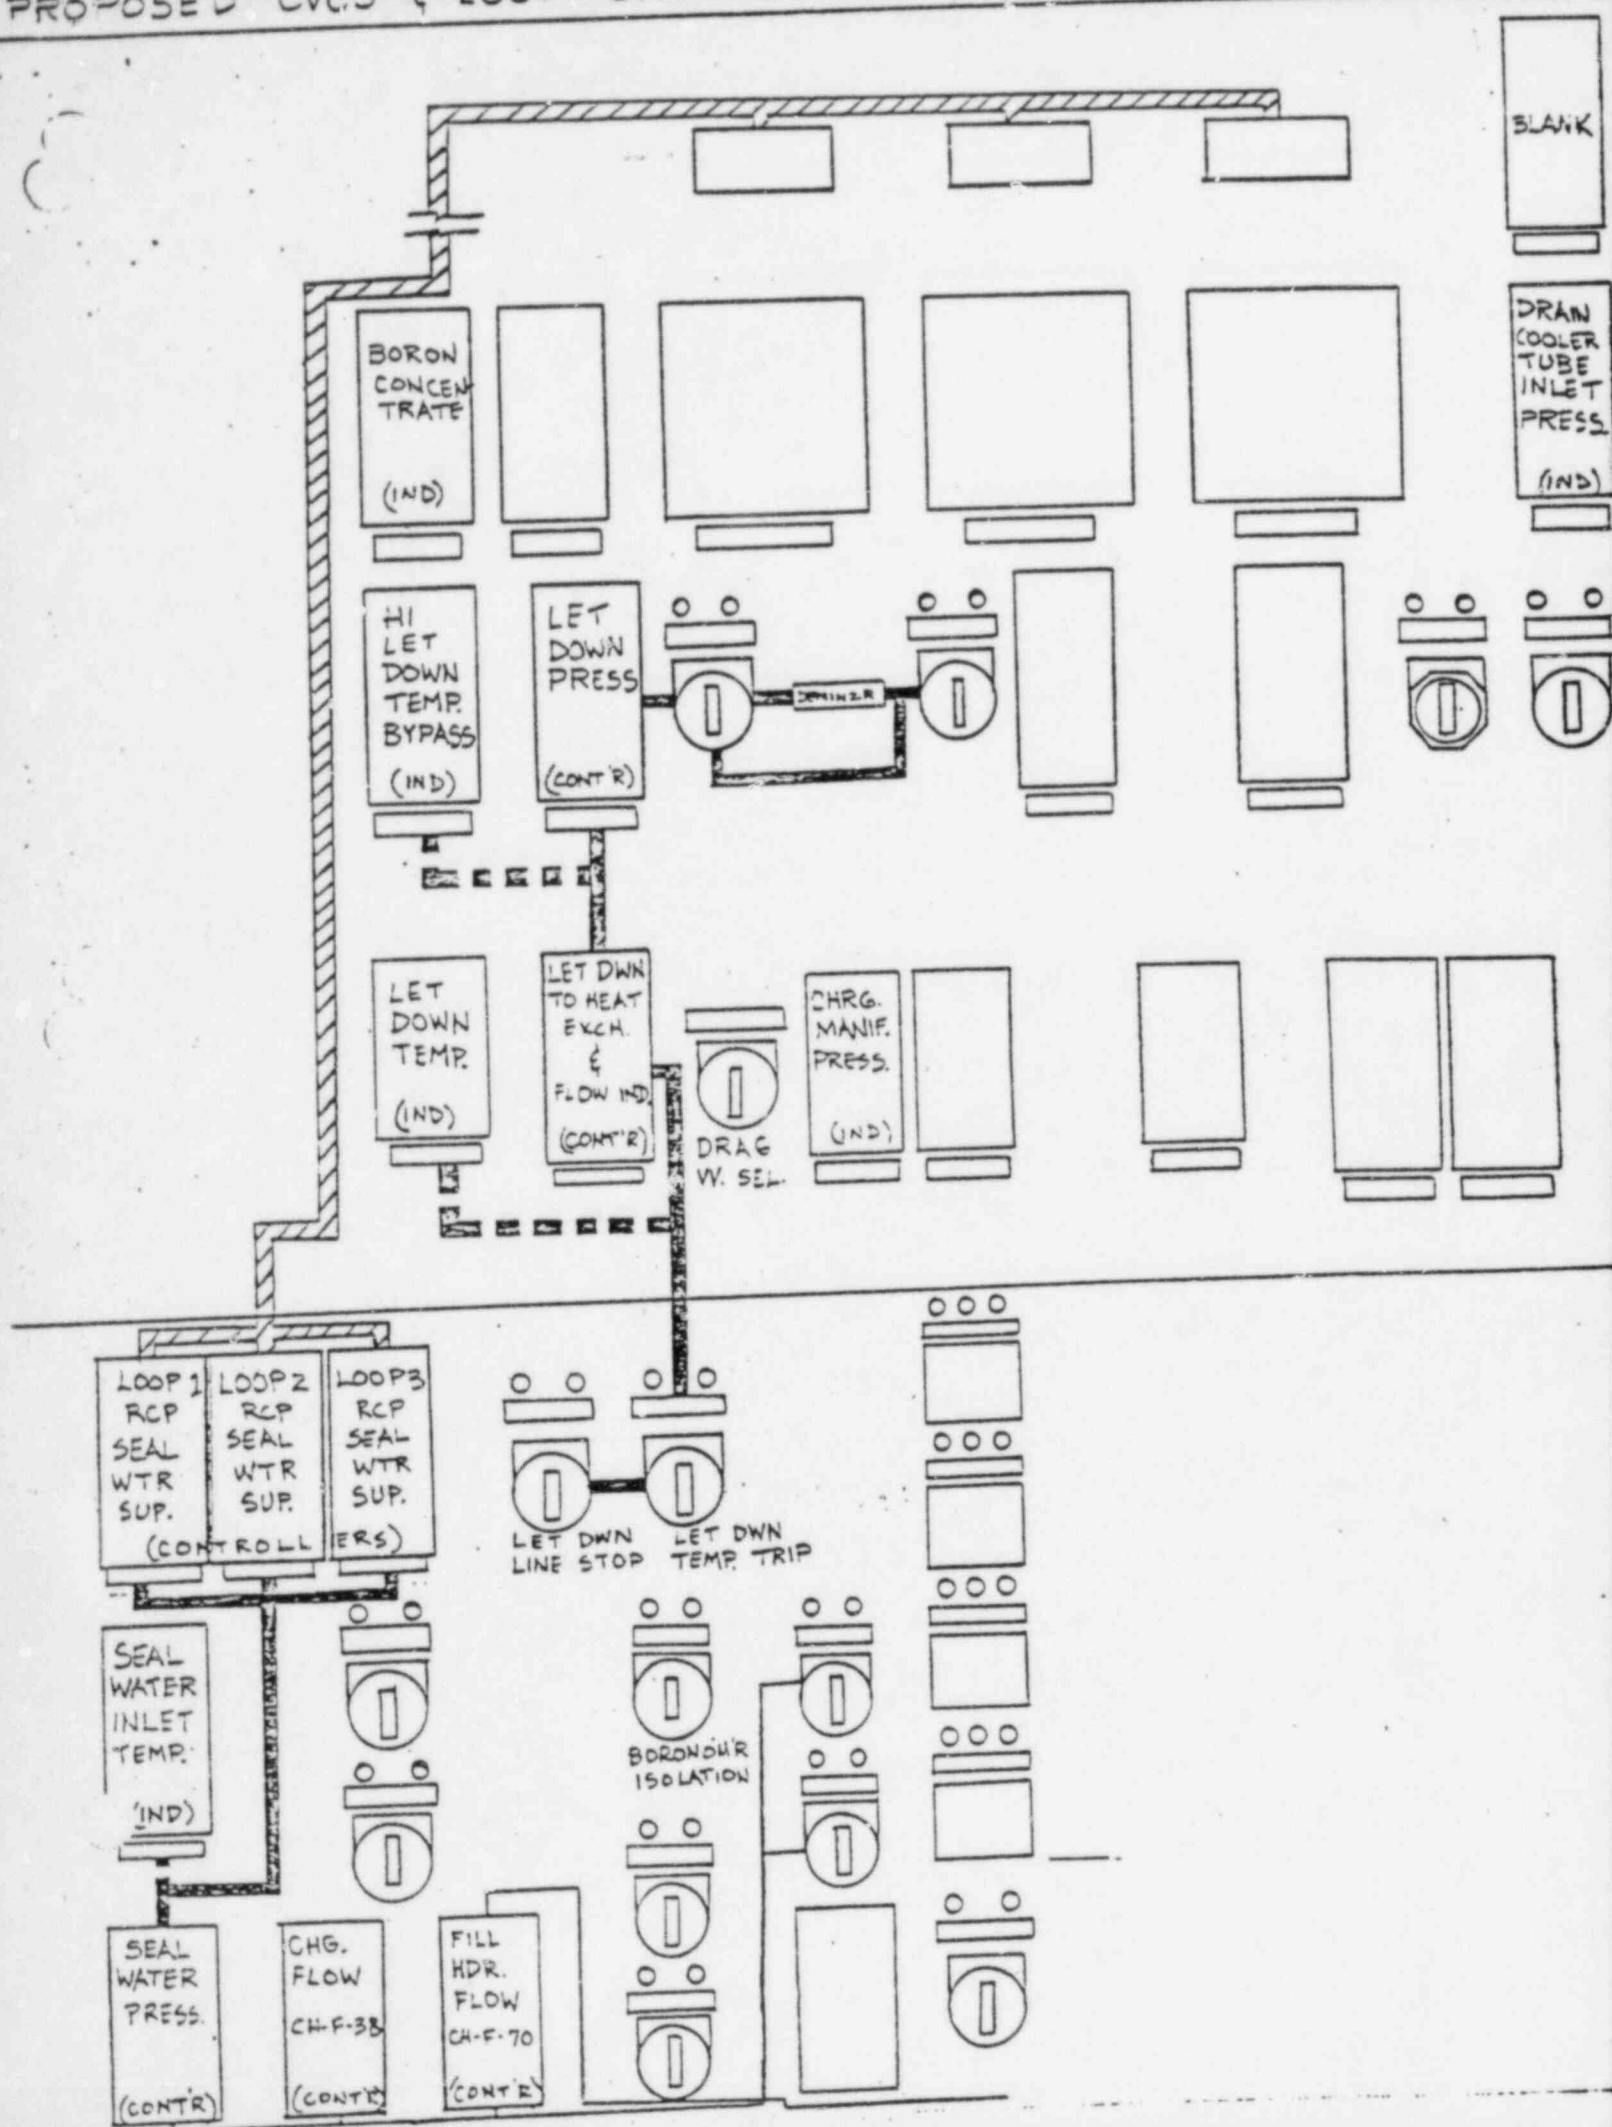 PROPOSED CVCS &
BLANK
BORON
CONCEN
TRATE
(IND)
DRAIN
COOLER
TUBE
INLET
PRESS
(IND)
HI
LET
DOWN
TEMP.
BYPASS
(IND)
LET
DOWN
PRESS
(CONT'R)
DEMINZR
LET
DOWN
TEMP.
(IND)
LET DWN
TO HEAT
EXCH.
&
FLOW IND.
(CONT'R)
DRAG
VV. SEL.
CHRG.
MANIF.
PRESS.
(IND)
LOOP 1
RCP
SEAL
WTR
SUP.
LOOP 2
RCP
SEAL
WTR
SUP.
LOOP 3
RCP
SEAL
WTR
SUP.
(CONTROLLERS)
LET DWN
LINE STOP
LET DWN
TEMP. TRIP
SEAL
WATER
INLET
TEMP.
(IND)
ISOLATION
SEAL
WATER
PRESS.
(CONT'R)
CHG.
FLOW
CH-F-38
(CONT'R)
FILL
HDR.
FLOW
CH-F-70
(CONT'R)